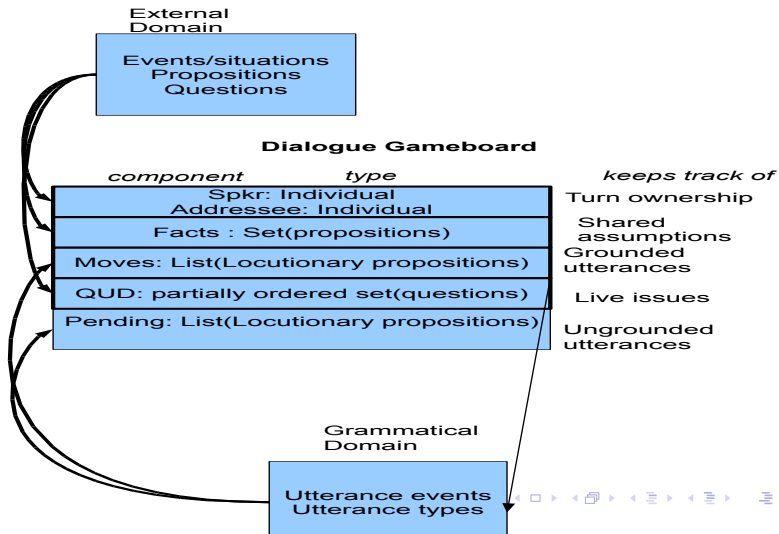 External
Domain
Events/situations
Propositions
Questions
Dialogue Gameboard
component type keeps track of
Spkr: Individual
Addressee: Individual
Turn ownership
Facts : Set(propositions)
Shared
assumptions
Moves: List(Locutionary propositions)
Grounded
utterances
QUD: partially ordered set(questions)
Live issues
Pending: List(Locutionary propositions)
Ungrounded
utterances
Grammatical
Domain
Utterance events
Utterance types